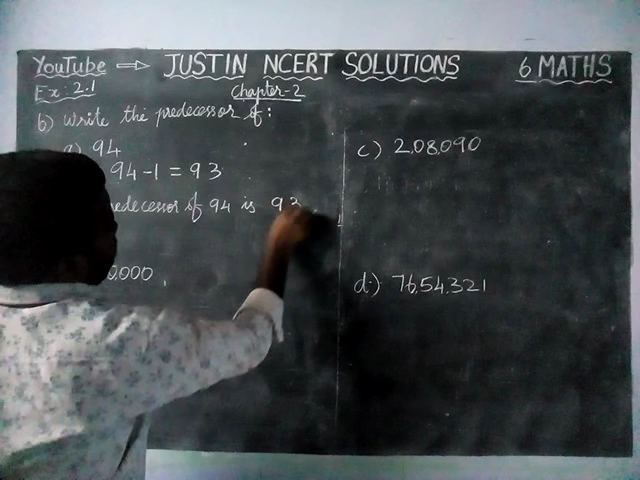 YouTube ⇒ JUSTIN NCERT SOLUTIONS 6 MATHS
Ex: 2.1 Chapter-2
b) Write the predecessor of:
a) 94
94-1 = 93
of 94 is 93
c) 2,08,090
d.) 76,54,321